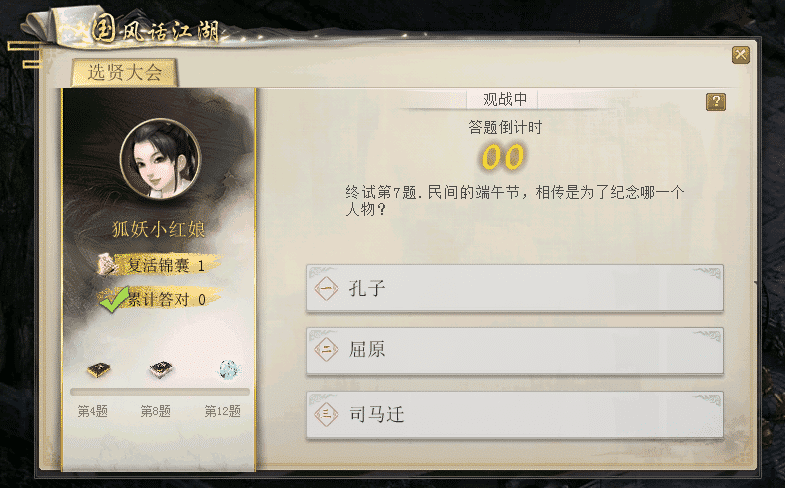 国风话江湖
选贤大会
观战中
?
答题倒计时
00
终试第7题.民间的端午节，相传是为了纪念哪一个
人物？
狐妖小红娘
复活锦囊 1
累计答对 0
第4题 第8题 第12题
一 孔子
二 屈原
三 司马迁